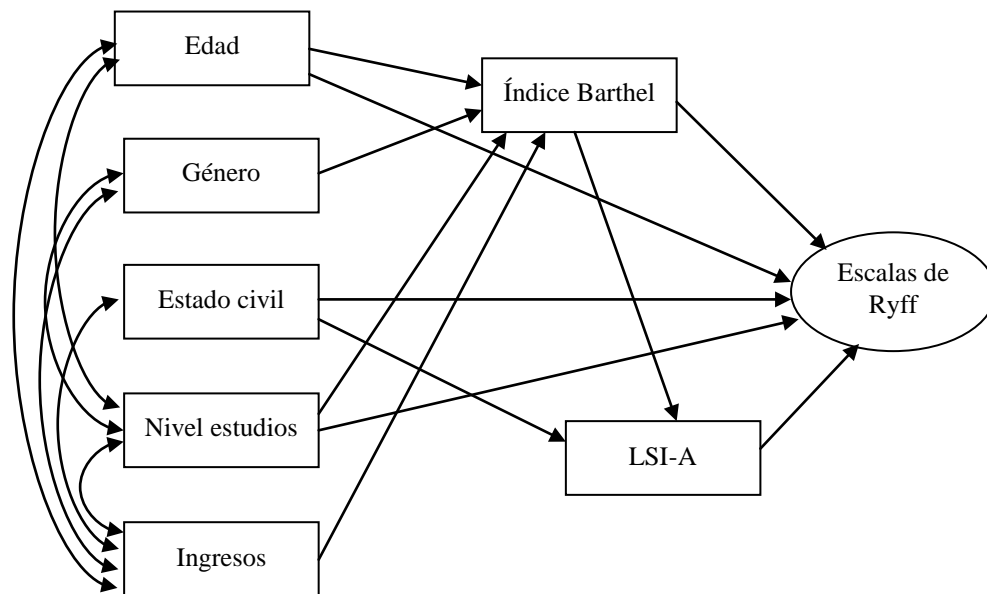 Edad
Índice Barthel
Género
Escalas de
Ryff
Estado civil
Nivel estudios
LSI-A
Ingresos